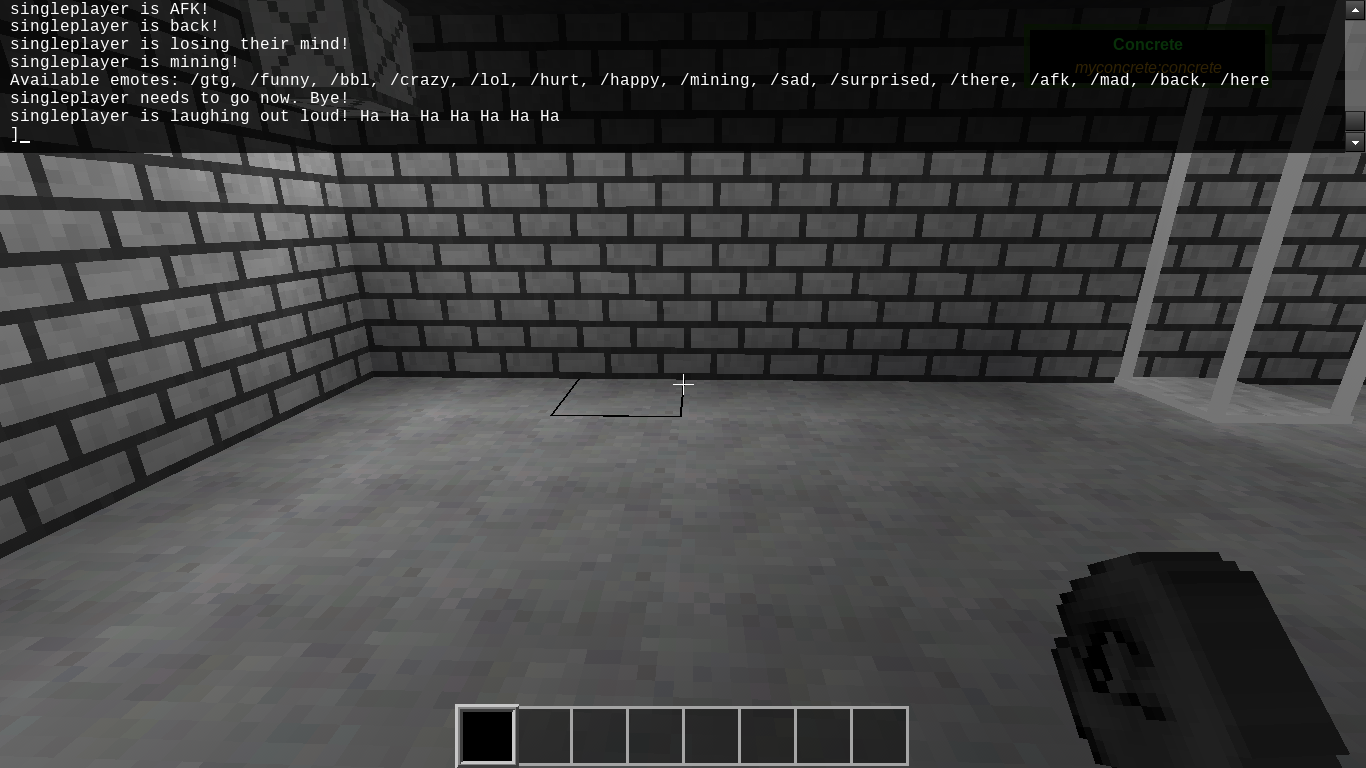 singleplayer is AFK!
singleplayer is back!
singleplayer is losing their mind!
singleplayer is mining!
Available emotes: /gtg, /funny, /bbl, /crazy, /lol, /hurt, /happy, /mining, /sad, /surprised, /there, /afk, /mad, /back, /here
singleplayer needs to go now. Bye!
singleplayer is laughing out loud! Ha Ha Ha Ha Ha Ha Ha
]_
Concrete
myconcrete:concrete